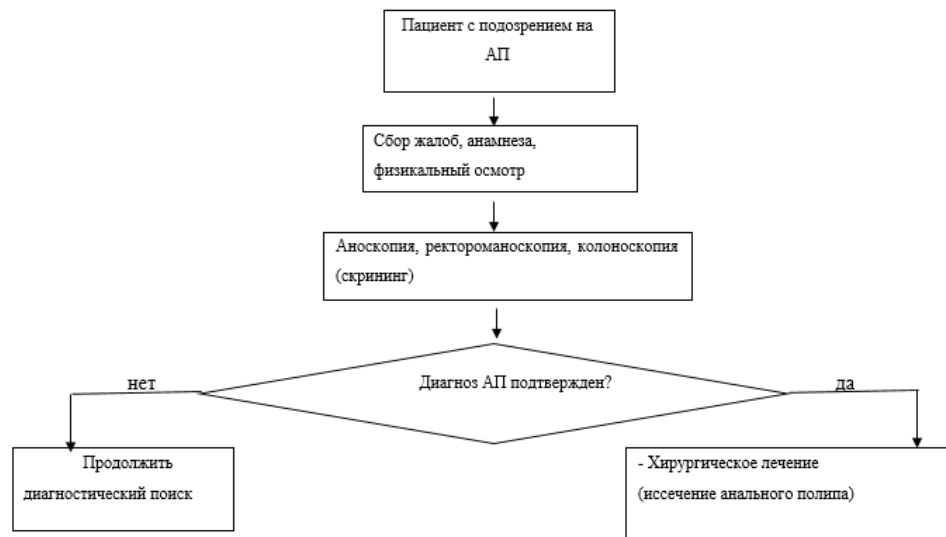 Пациент с подозрением на
АП
Сбор жалоб, анамнеза,
физикальный осмотр
Аноскопия, ректороманоскопия, колоноскопия
(скрининг)
Диагноз АП подтвержден?
нет
да
Продолжить
диагностический поиск
- Хирургическое лечение
(иссечение анального полипа)